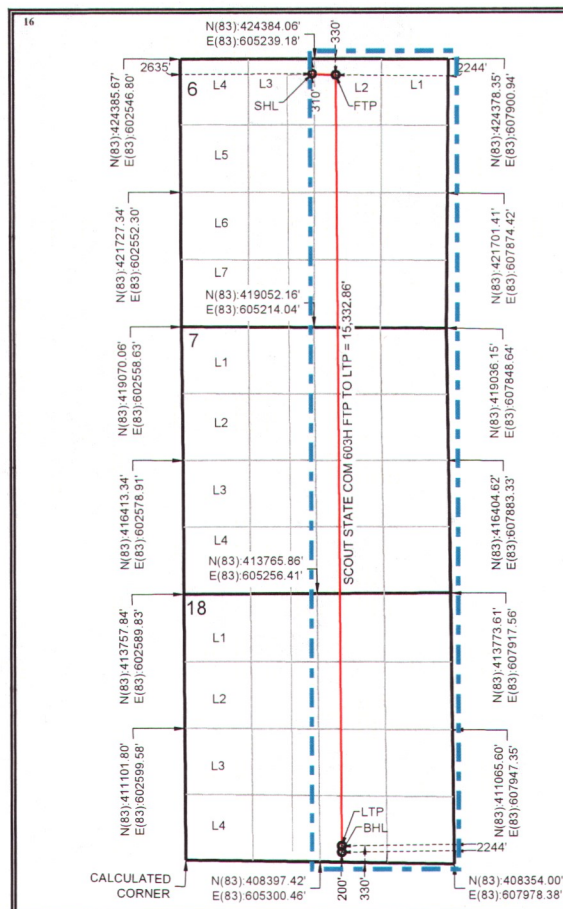 16
N(83):424384.06'
E(83):605239.18'
330'
2635'
2244'
6
L4
L3
L2
L1
SHL
310'
FTP
N(83):424385.67'
E(83):602546.80'
N(83):424378.35'
E(83):607900.94'
L5
N(83):421727.34'
E(83):602552.30'
L6
N(83):421701.41'
E(83):607874.42'
L7
N(83):419052.16'
E(83):605214.04'
7
N(83):419070.06'
E(83):602558.63'
N(83):419036.15'
E(83):607848.64'
L1
SCOUT STATE COM 603H FTP TO LTP = 15,332.86'
L2
N(83):416413.34'
E(83):602578.91'
L3
N(83):416404.62'
E(83):607883.33'
L4
N(83):413765.86'
E(83):605256.41'
18
N(83):413757.84'
E(83):602589.83'
N(83):413773.61'
E(83):607917.56'
L1
L2
N(83):411101.80'
E(83):602599.58'
L3
N(83):411065.60'
E(83):607947.35'
L4
LTP
BHL
2244'
CALCULATED
CORNER
N(83):408397.42'
E(83):605300.46'
200'
330'
N(83):408354.00'
E(83):607978.38'